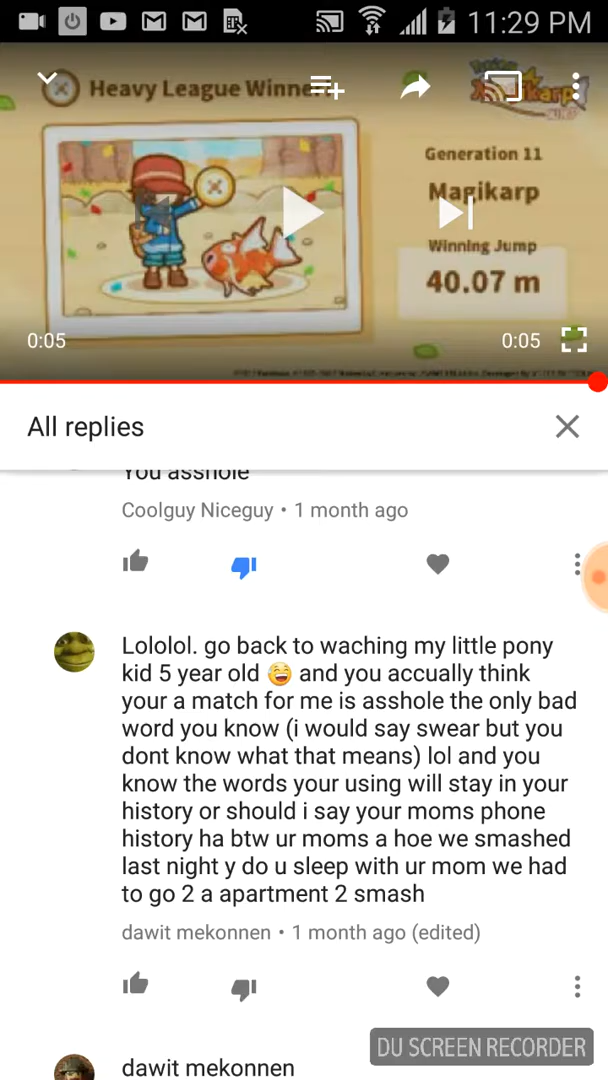 11:29 PM
Heavy League Winner
Generation 11
Magikarp
Winning Jump
40.07 m
0:05
0:05
All replies
You asshole
Coolguy Niceguy • 1 month ago
Lololol. go back to waching my little pony
kid 5 year old 😅 and you accually think
your a match for me is asshole the only bad
word you know (i would say swear but you
dont know what that means) lol and you
know the words your using will stay in your
history or should i say your moms phone
history ha btw ur moms a hoe we smashed
last night y do u sleep with ur mom we had
to go 2 a apartment 2 smash
dawit mekonnen • 1 month ago (edited)
DU SCREEN RECORDER
dawit mekonnen